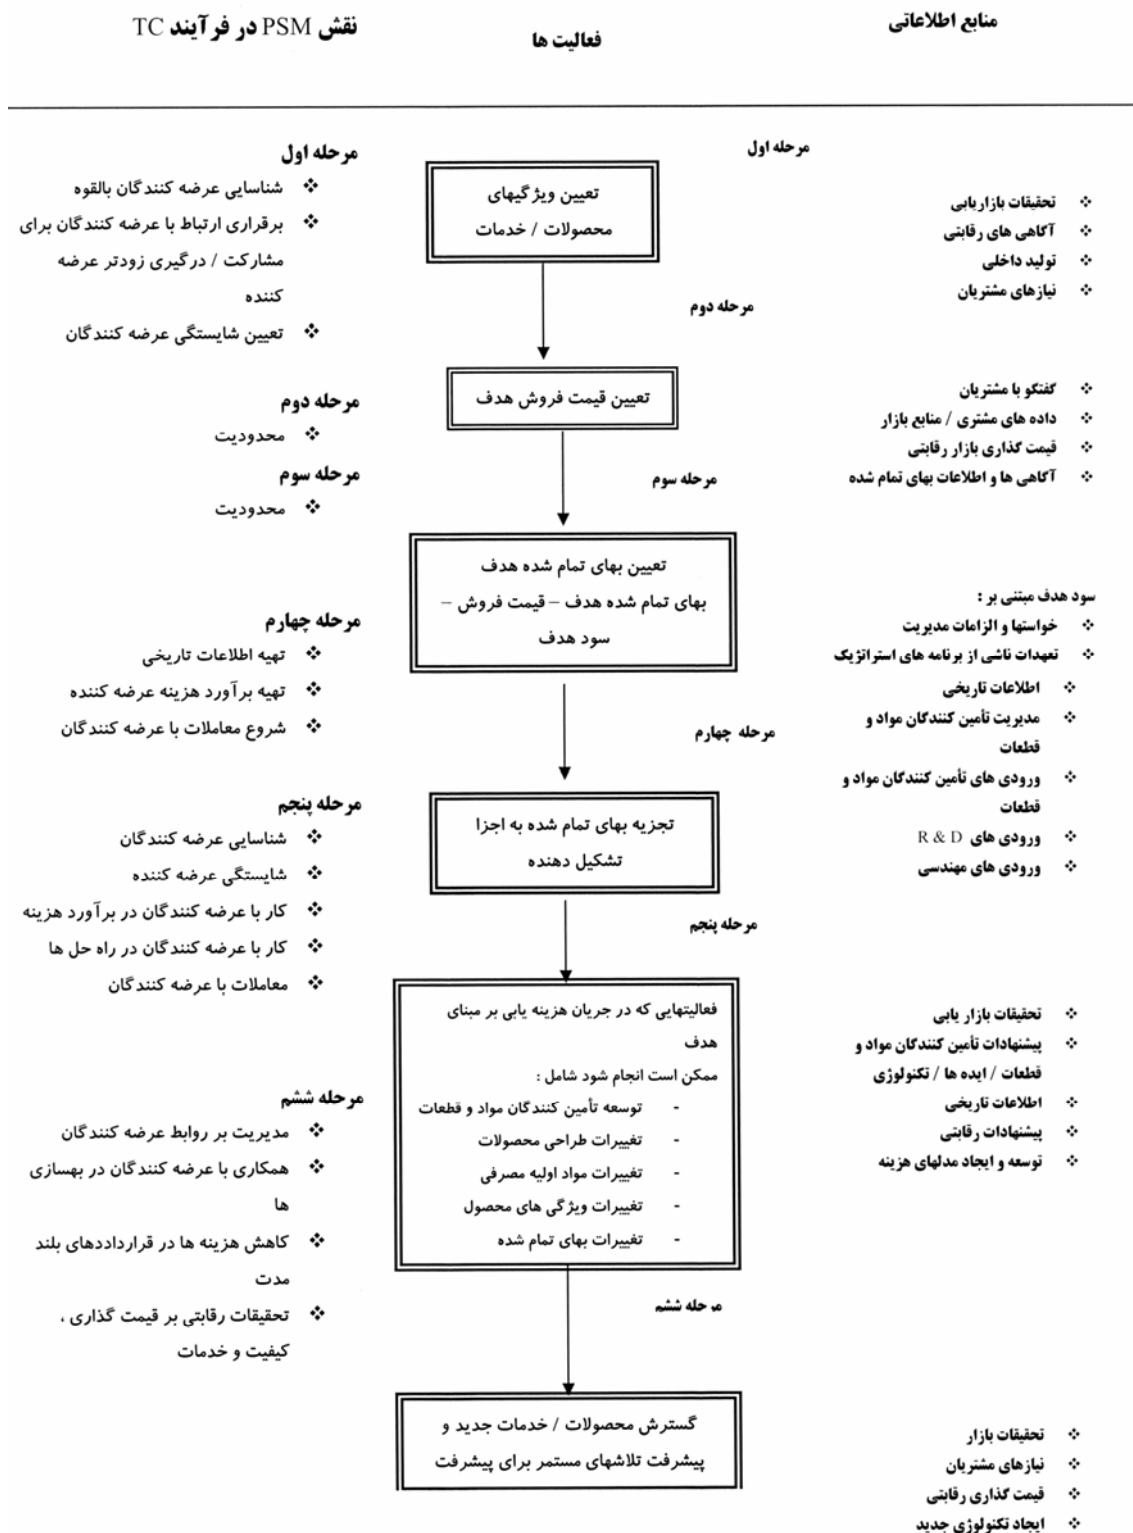 منابع اطلاعاتی
فعالیت ها
نقش PSM در فرآیند TC
مرحله اول
❖ تحقیقات بازاریابی
❖ آگاهی های رقابتی
❖ تولید داخلی
❖ نیازهای مشتریان
❖ گفتگو با مشتریان
❖ داده های مشتری / منابع بازار
❖ قیمت گذاری بازار رقابتی
❖ آگاهی ها و اطلاعات بهای تمام شده
سود هدف مبتنی بر :
❖ خواستها و الزامات مدیریت
❖ تعهدات ناشی از برنامه های استراتژیک
❖ اطلاعات تاریخی
❖ مدیریت تأمین کنندگان مواد و
قطعات
❖ ورودی های تأمین کنندگان مواد و
قطعات
❖ ورودی های R & D
❖ ورودی های مهندسی
❖ تحقیقات بازار یابی
❖ پیشنهادات تأمین کنندگان مواد و
قطعات / ایده ها / تکنولوژی
❖ اطلاعات تاریخی
❖ پیشنهادات رقابتی
❖ توسعه و ایجاد مدلهای هزینه
❖ تحقیقات بازار
❖ نیازهای مشتریان
❖ قیمت گذاری رقابتی
❖ ایجاد تکنولوژی جدید
تعیین ویژگیهای
محصولات / خدمات
مرحله دوم
تعیین قیمت فروش هدف
مرحله سوم
تعیین بهای تمام شده هدف
بهای تمام شده هدف – قیمت فروش –
سود هدف
مرحله چهارم
تجزیه بهای تمام شده به اجزا
تشکیل دهنده
مرحله پنجم
فعالیتهایی که در جریان هزینه یابی بر مبنای
هدف
ممکن است انجام شود شامل :
- توسعه تأمین کنندگان مواد و قطعات
- تغییرات طراحی محصولات
- تغییرات مواد اولیه مصرفی
- تغییرات ویژگی های محصول
- تغییرات بهای تمام شده
مرحله ششم
گسترش محصولات / خدمات جدید و
پیشرفت تلاشهای مستمر برای پیشرفت
مرحله اول
❖ شناسایی عرضه کنندگان بالقوه
❖ برقراری ارتباط با عرضه کنندگان برای
مشارکت / درگیری زودتر عرضه
کننده
❖ تعیین شایستگی عرضه کنندگان
مرحله دوم
❖ محدودیت
مرحله سوم
❖ محدودیت
مرحله چهارم
❖ تهیه اطلاعات تاریخی
❖ تهیه برآورد هزینه عرضه کننده
❖ شروع معاملات با عرضه کنندگان
مرحله پنجم
❖ شناسایی عرضه کنندگان
❖ شایستگی عرضه کننده
❖ کار با عرضه کنندگان در برآورد هزینه
❖ کار با عرضه کنندگان در راه حل ها
❖ معاملات با عرضه کنندگان
مرحله ششم
❖ مدیریت بر روابط عرضه کنندگان
❖ همکاری با عرضه کنندگان در بهسازی
ها
❖ کاهش هزینه ها در قراردادهای بلند
مدت
❖ تحقیقات رقابتی بر قیمت گذاری ،
کیفیت و خدمات